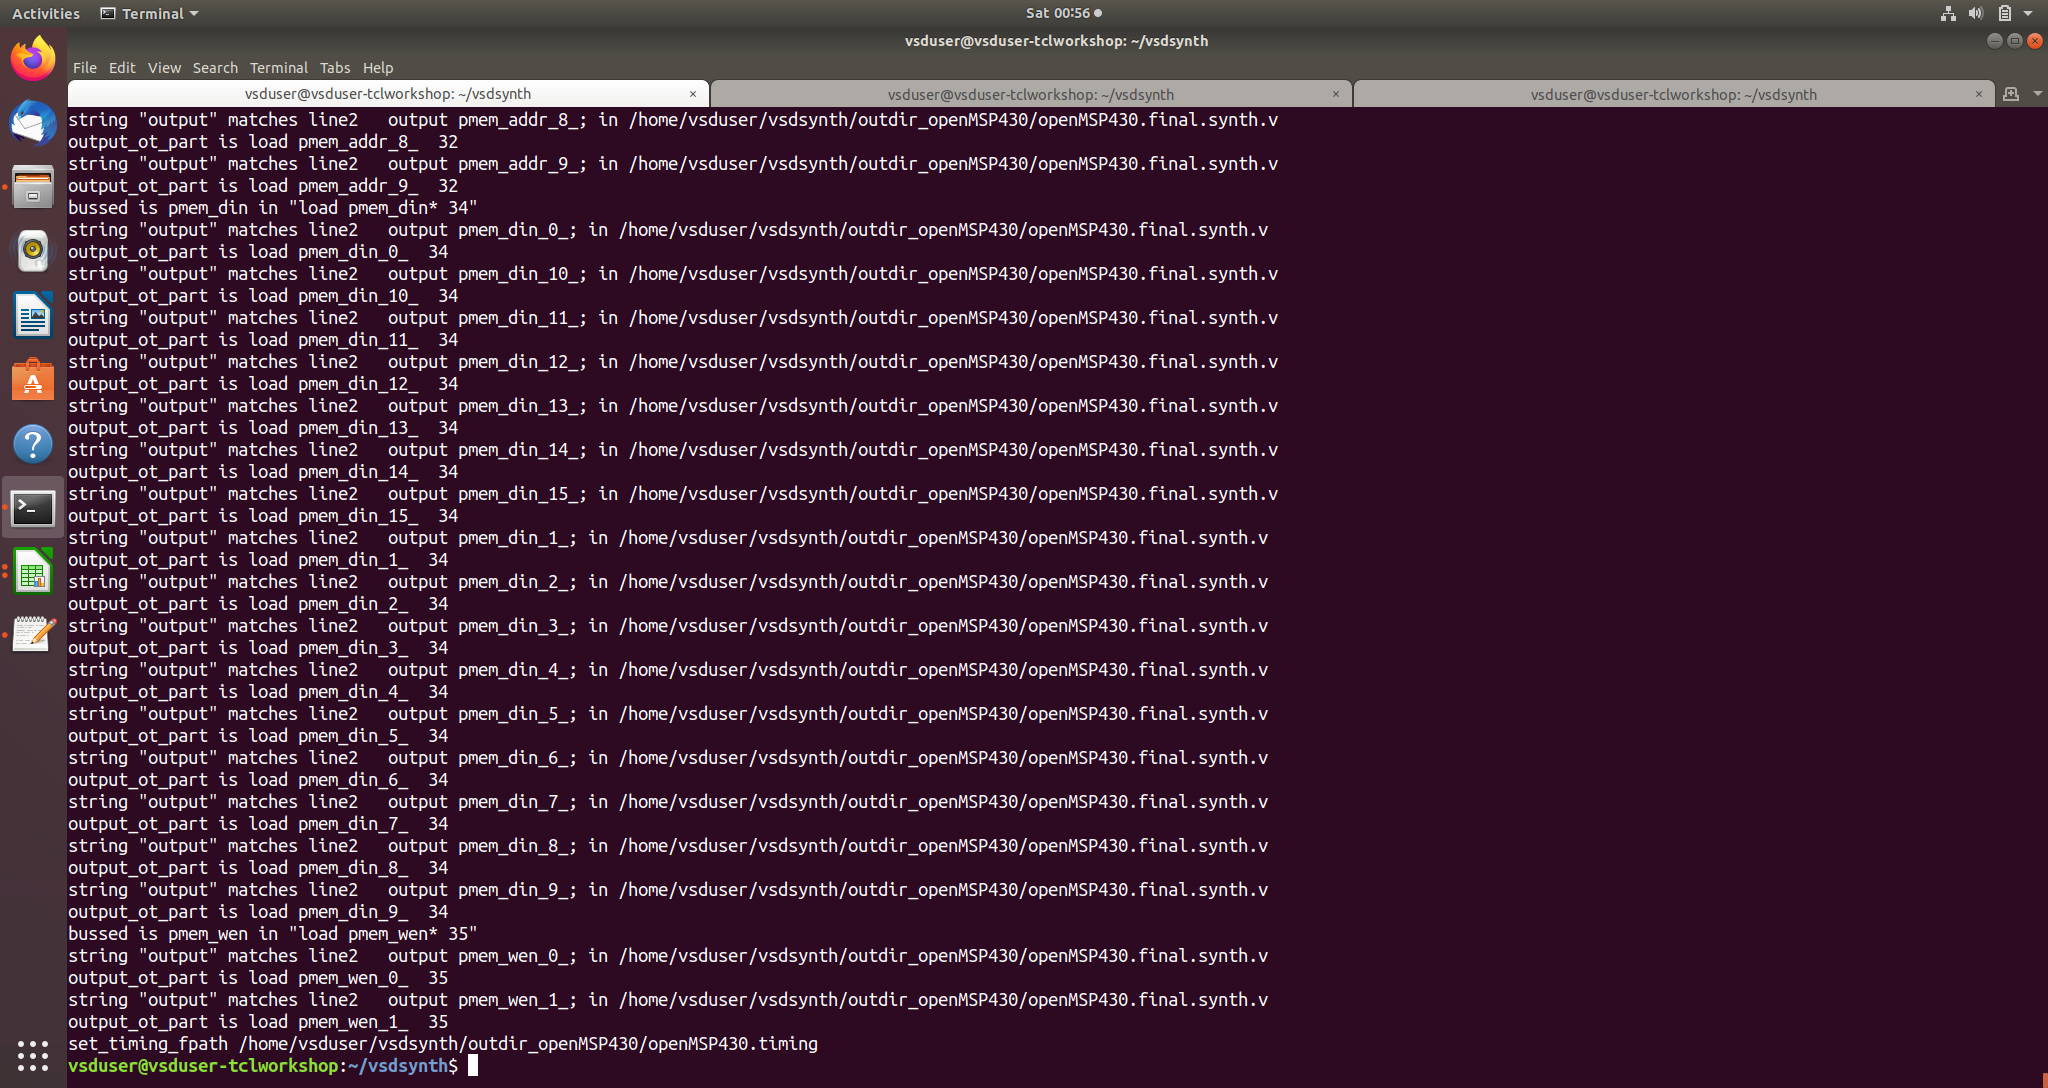 Activities Terminal Sat 00:56
vsduser@vsduser-tclworkshop: ~/vsdsynth
File Edit View Search Terminal Tabs Help
vsduser@vsduser-tclworkshop: ~/vsdsynth × vsduser@vsduser-tclworkshop: ~/vsdsynth × vsduser@vsduser-tclworkshop: ~/vsdsynth ×
string "output" matches line2   output pmem_addr_8_; in /home/vsduser/vsdsynth/outdir_openMSP430/openMSP430.final.synth.v
output_ot_part is load pmem_addr_8_  32
string "output" matches line2   output pmem_addr_9_; in /home/vsduser/vsdsynth/outdir_openMSP430/openMSP430.final.synth.v
output_ot_part is load pmem_addr_9_  32
bussed is pmem_din in "load pmem_din* 34"
string "output" matches line2   output pmem_din_0_; in /home/vsduser/vsdsynth/outdir_openMSP430/openMSP430.final.synth.v
output_ot_part is load pmem_din_0_  34
string "output" matches line2   output pmem_din_10_; in /home/vsduser/vsdsynth/outdir_openMSP430/openMSP430.final.synth.v
output_ot_part is load pmem_din_10_  34
string "output" matches line2   output pmem_din_11_; in /home/vsduser/vsdsynth/outdir_openMSP430/openMSP430.final.synth.v
output_ot_part is load pmem_din_11_  34
string "output" matches line2   output pmem_din_12_; in /home/vsduser/vsdsynth/outdir_openMSP430/openMSP430.final.synth.v
output_ot_part is load pmem_din_12_  34
string "output" matches line2   output pmem_din_13_; in /home/vsduser/vsdsynth/outdir_openMSP430/openMSP430.final.synth.v
output_ot_part is load pmem_din_13_  34
string "output" matches line2   output pmem_din_14_; in /home/vsduser/vsdsynth/outdir_openMSP430/openMSP430.final.synth.v
output_ot_part is load pmem_din_14_  34
string "output" matches line2   output pmem_din_15_; in /home/vsduser/vsdsynth/outdir_openMSP430/openMSP430.final.synth.v
output_ot_part is load pmem_din_15_  34
string "output" matches line2   output pmem_din_1_; in /home/vsduser/vsdsynth/outdir_openMSP430/openMSP430.final.synth.v
output_ot_part is load pmem_din_1_  34
string "output" matches line2   output pmem_din_2_; in /home/vsduser/vsdsynth/outdir_openMSP430/openMSP430.final.synth.v
output_ot_part is load pmem_din_2_  34
string "output" matches line2   output pmem_din_3_; in /home/vsduser/vsdsynth/outdir_openMSP430/openMSP430.final.synth.v
output_ot_part is load pmem_din_3_  34
string "output" matches line2   output pmem_din_4_; in /home/vsduser/vsdsynth/outdir_openMSP430/openMSP430.final.synth.v
output_ot_part is load pmem_din_4_  34
string "output" matches line2   output pmem_din_5_; in /home/vsduser/vsdsynth/outdir_openMSP430/openMSP430.final.synth.v
output_ot_part is load pmem_din_5_  34
string "output" matches line2   output pmem_din_6_; in /home/vsduser/vsdsynth/outdir_openMSP430/openMSP430.final.synth.v
output_ot_part is load pmem_din_6_  34
string "output" matches line2   output pmem_din_7_; in /home/vsduser/vsdsynth/outdir_openMSP430/openMSP430.final.synth.v
output_ot_part is load pmem_din_7_  34
string "output" matches line2   output pmem_din_8_; in /home/vsduser/vsdsynth/outdir_openMSP430/openMSP430.final.synth.v
output_ot_part is load pmem_din_8_  34
string "output" matches line2   output pmem_din_9_; in /home/vsduser/vsdsynth/outdir_openMSP430/openMSP430.final.synth.v
output_ot_part is load pmem_din_9_  34
bussed is pmem_wen in "load pmem_wen* 35"
string "output" matches line2   output pmem_wen_0_; in /home/vsduser/vsdsynth/outdir_openMSP430/openMSP430.final.synth.v
output_ot_part is load pmem_wen_0_  35
string "output" matches line2   output pmem_wen_1_; in /home/vsduser/vsdsynth/outdir_openMSP430/openMSP430.final.synth.v
output_ot_part is load pmem_wen_1_  35
set_timing_fpath /home/vsduser/vsdsynth/outdir_openMSP430/openMSP430.timing
vsduser@vsduser-tclworkshop:~/vsdsynth$